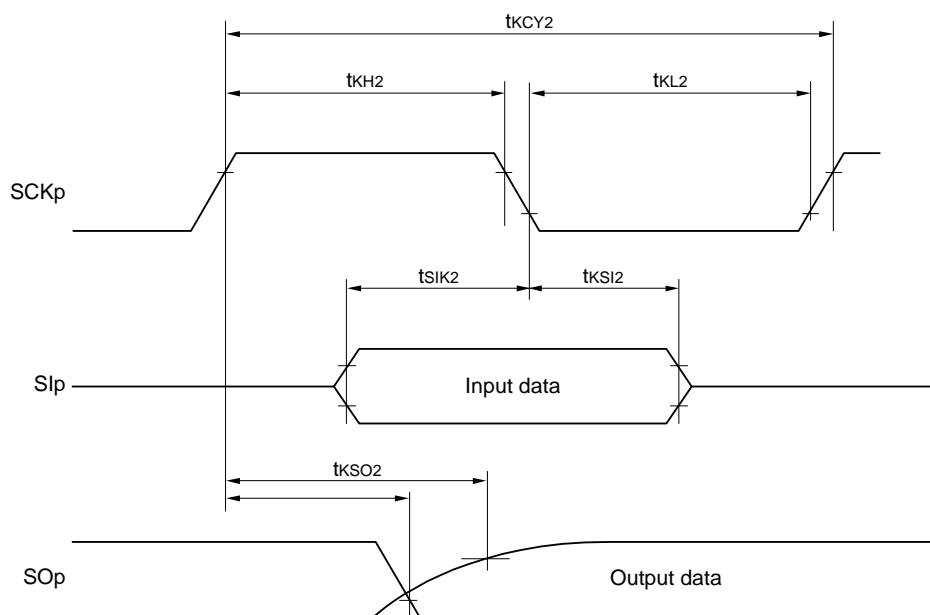 tKCY2
tKH2
tKL2
SCKp
tSIK2
tKSI2
SIp
Input data
tKSO2
SOp
Output data